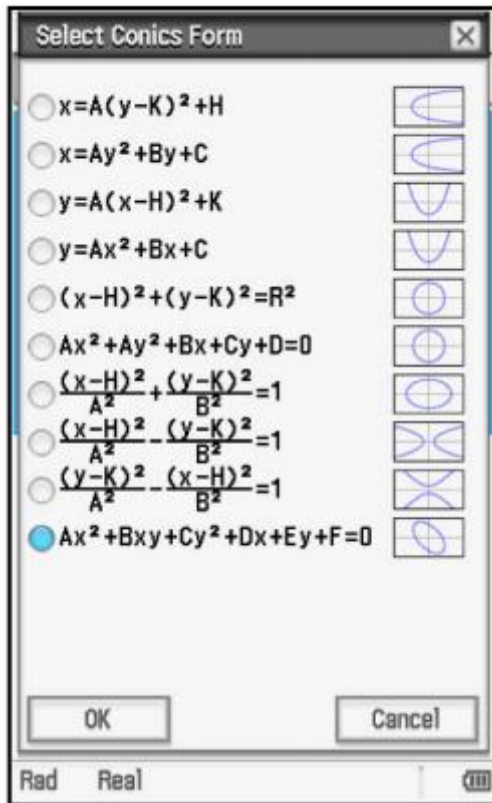 Select Conics Form
x=A(y-K)²+H
x=Ay²+By+C
y=A(x-H)²+K
y=Ax²+Bx+C
(x-H)²+(y-K)²=R²
Ax²+Ay²+Bx+Cy+D=0
(x-H)²/A²+(y-K)²/B²=1
(x-H)²/A²-(y-K)²/B²=1
(y-K)²/A²-(x-H)²/B²=1
Ax²+Bxy+Cy²+Dx+Ey+F=0
OK Cancel
Rad Real